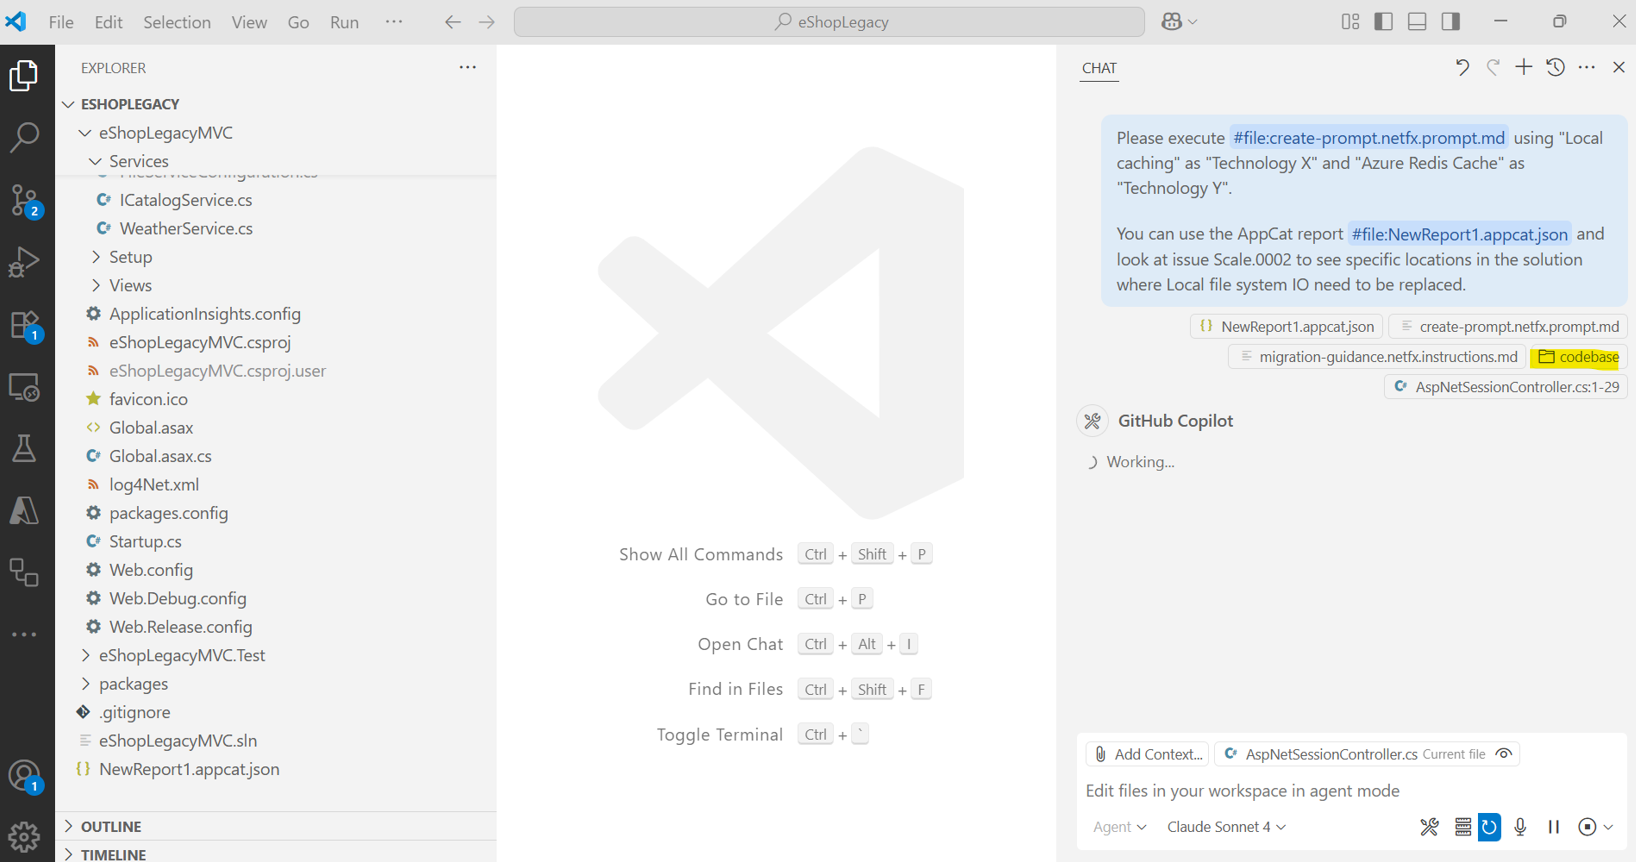 File Edit Selection View Go Run ··· eShopLegacy
EXPLORER ···
ESHOPLEGACY
eShopLegacyMVC
Services
FileServiceConfiguration.cs
C# ICatalogService.cs
C# WeatherService.cs
Setup
Views
ApplicationInsights.config
eShopLegacyMVC.csproj
eShopLegacyMVC.csproj.user
favicon.ico
<> Global.asax
C# Global.asax.cs
log4Net.xml
packages.config
C# Startup.cs
Web.config
Web.Debug.config
Web.Release.config
eShopLegacyMVC.Test
packages
.gitignore
eShopLegacyMVC.sln
{} NewReport1.appcat.json
OUTLINE
TIMELINE
2
1
1
Show All Commands Ctrl + Shift + P
Go to File Ctrl + P
Open Chat Ctrl + Alt + I
Find in Files Ctrl + Shift + F
Toggle Terminal Ctrl + `
CHAT
Please execute #file:create-prompt.netfx.prompt.md using "Local
caching" as "Technology X" and "Azure Redis Cache" as
"Technology Y".
You can use the AppCat report #file:NewReport1.appcat.json and
look at issue Scale.0002 to see specific locations in the solution
where Local file system IO need to be replaced.
{} NewReport1.appcat.json create-prompt.netfx.prompt.md
migration-guidance.netfx.instructions.md codebase
C# AspNetSessionController.cs:1-29
GitHub Copilot
Working...
Add Context... C# AspNetSessionController.cs Current file
Edit files in your workspace in agent mode
Agent Claude Sonnet 4